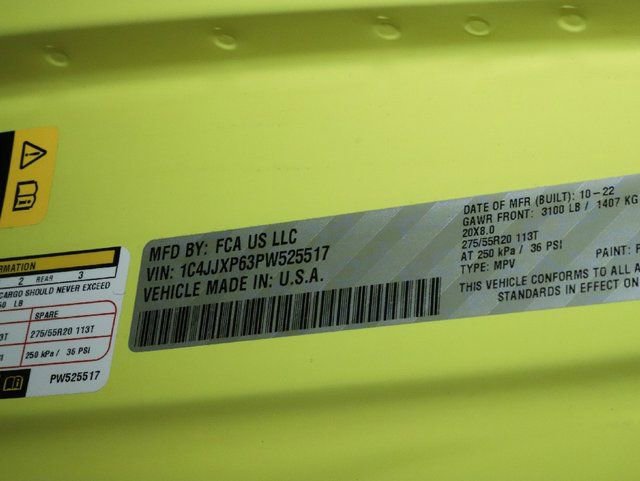 MFD BY: FCA US LLC
VIN: 1C4JJXP63PW525517
VEHICLE MADE IN: U.S.A.
DATE OF MFR (BUILT): 10-22
GAWR FRONT: 3100 LB / 1407 KG
20X8.0
275/55R20 113T
AT 250 kPa / 36 PSI
TYPE: MPV
PAINT:
THIS VEHICLE CONFORMS TO ALL A
STANDARDS IN EFFECT ON
RMATION
2 REAR 3
CARGO SHOULD NEVER EXCEED
LB
SPARE
3T 275/55R20 113T
SI 250 kPa / 36 PSI
PW525517